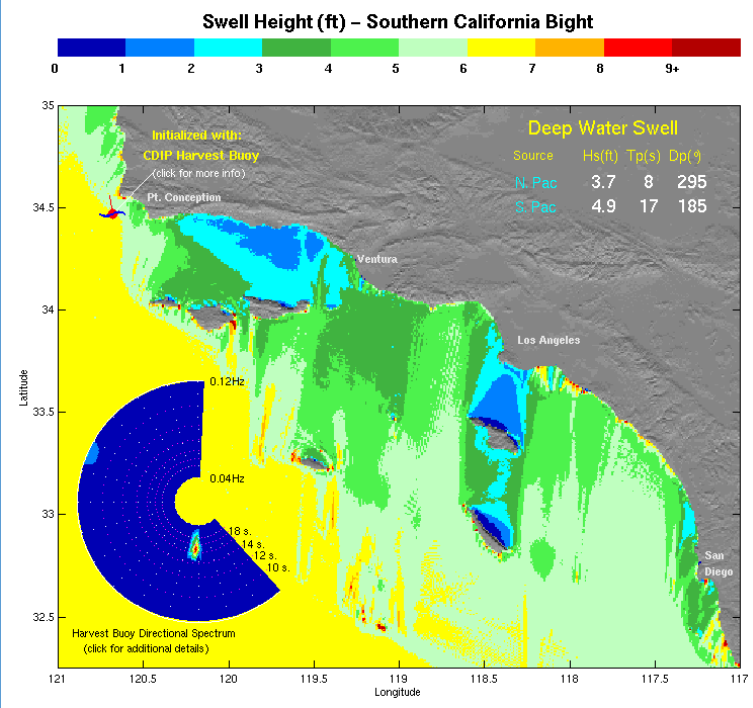 Swell Height (ft) – Southern California Bight
0 1 2 3 4 5 6 7 8 9+
35
Initialized with:
CDIP Harvest Buoy
(click for more info)
Deep Water Swell
Source Hs(ft) Tp(s) Dp(º)
N. Pac 3.7 8 295
S. Pac 4.9 17 185
Pt. Conception
34.5
Ventura
34
Los Angeles
Latitude
0.12Hz
33.5
0.04Hz
33
18 s.
14 s.
12 s.
10 s.
San
Diego
32.5
Harvest Buoy Directional Spectrum
(click for additional details)
121 120.5 120 119.5 119 118.5 118 117.5 117
Longitude